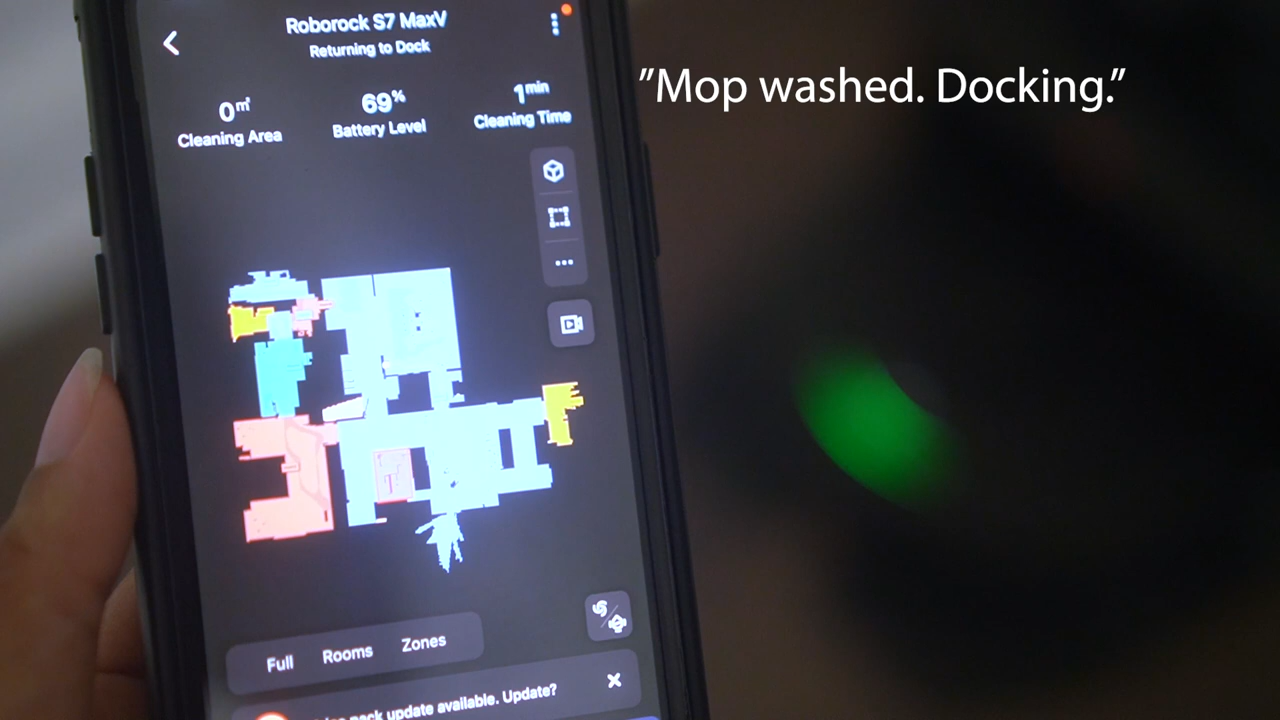 Roborock S7 MaxV
Returning to Dock
0㎡
Cleaning Area
69%
Battery Level
1min
Cleaning Time
"Mop washed. Docking."
Full Rooms Zones
pack update available. Update?